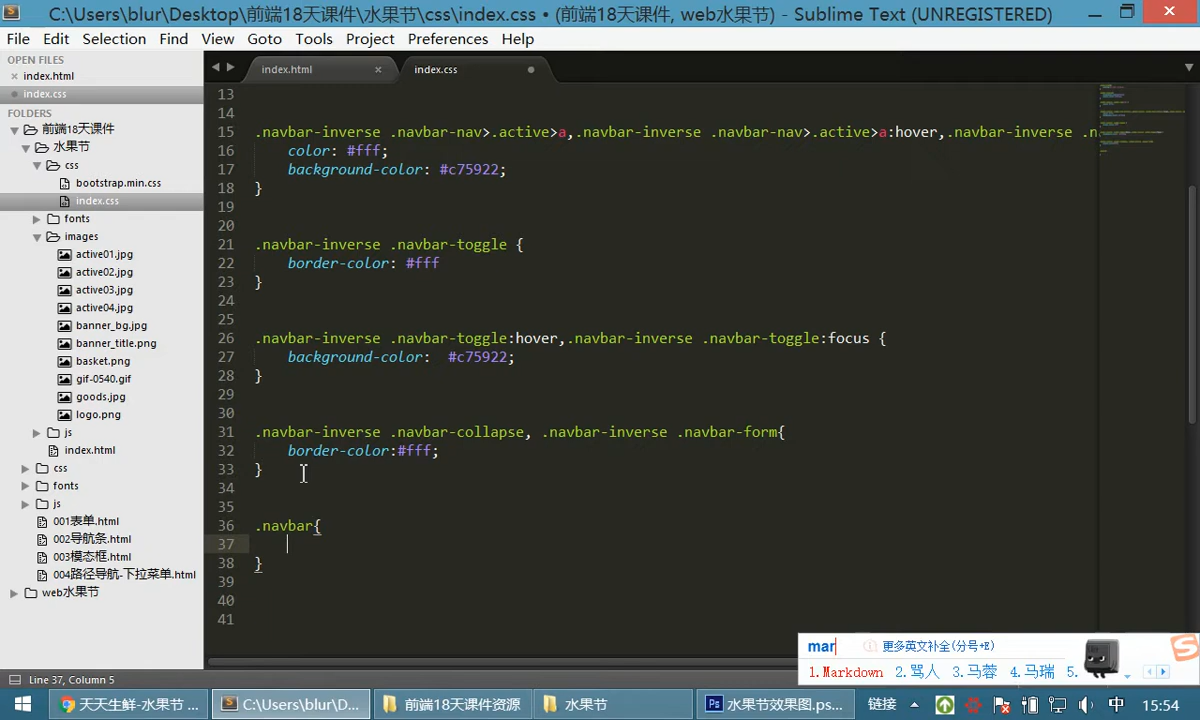 C:\Users\blur\Desktop\前端18天课件\水果节\css\index.css • (前端18天课件, web水果节) - Sublime Text (UNREGISTERED)
File Edit Selection Find View Goto Tools Project Preferences Help
OPEN FILES
index.html
index.css
FOLDERS
前端18天课件
水果节
css
bootstrap.min.css
index.css
fonts
images
active01.jpg
active02.jpg
active03.jpg
active04.jpg
banner_bg.jpg
banner_title.png
basket.png
gif-0540.gif
goods.jpg
logo.png
js
index.html
css
fonts
js
001表单.html
002导航条.html
003模态框.html
004路径导航-下拉菜单.html
web水果节
index.html
index.css
13
14
15 .navbar-inverse .navbar-nav>.active>a,.navbar-inverse .navbar-nav>.active>a:hover,.navbar-inverse .n
16 color: #fff;
17 background-color: #c75922;
18 }
19
20
21 .navbar-inverse .navbar-toggle {
22 border-color: #fff
23 }
24
25
26 .navbar-inverse .navbar-toggle:hover,.navbar-inverse .navbar-toggle:focus {
27 background-color: #c75922;
28 }
29
30
31 .navbar-inverse .navbar-collapse, .navbar-inverse .navbar-form{
32 border-color:#fff;
33 }
34
35
36 .navbar{
37
38 }
39
40
41
mar 更多英文补全(分号+E)
1.Markdown 2.骂人 3.马蓉 4.马瑞 5.
Line 37, Column 5
天天生鲜-水果节 ... C:\Users\blur\D... 前端18天课件 水果节 水果节效果图.ps... 链接 中 15:54